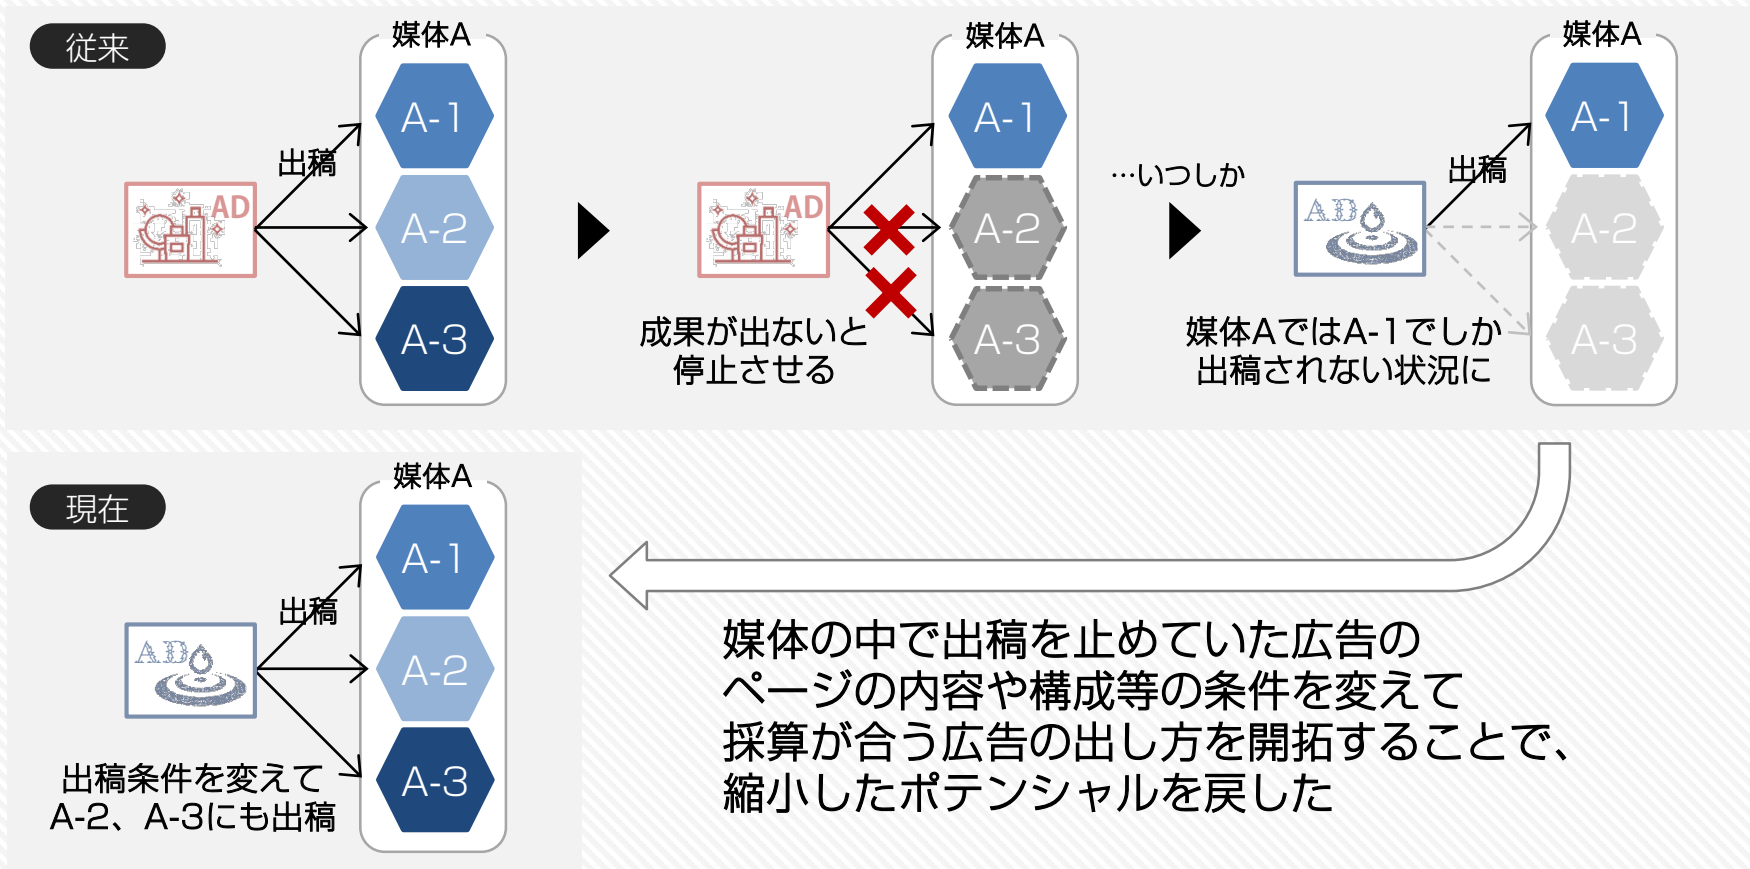 従来
媒体A
A-1
A-2
A-3
出稿
AD
媒体A
A-1
A-2
A-3
AD
成果が出ないと
停止させる
…いつしか
媒体A
A-1
A-2
A-3
出稿
AD
媒体AではA-1でしか
出稿されない状況に
現在
媒体A
A-1
A-2
A-3
出稿
AD
出稿条件を変えて
A-2、A-3にも出稿
媒体の中で出稿を止めていた広告の
ページの内容や構成等の条件を変えて
採算が合う広告の出し方を開拓することで、
縮小したポテンシャルを戻した